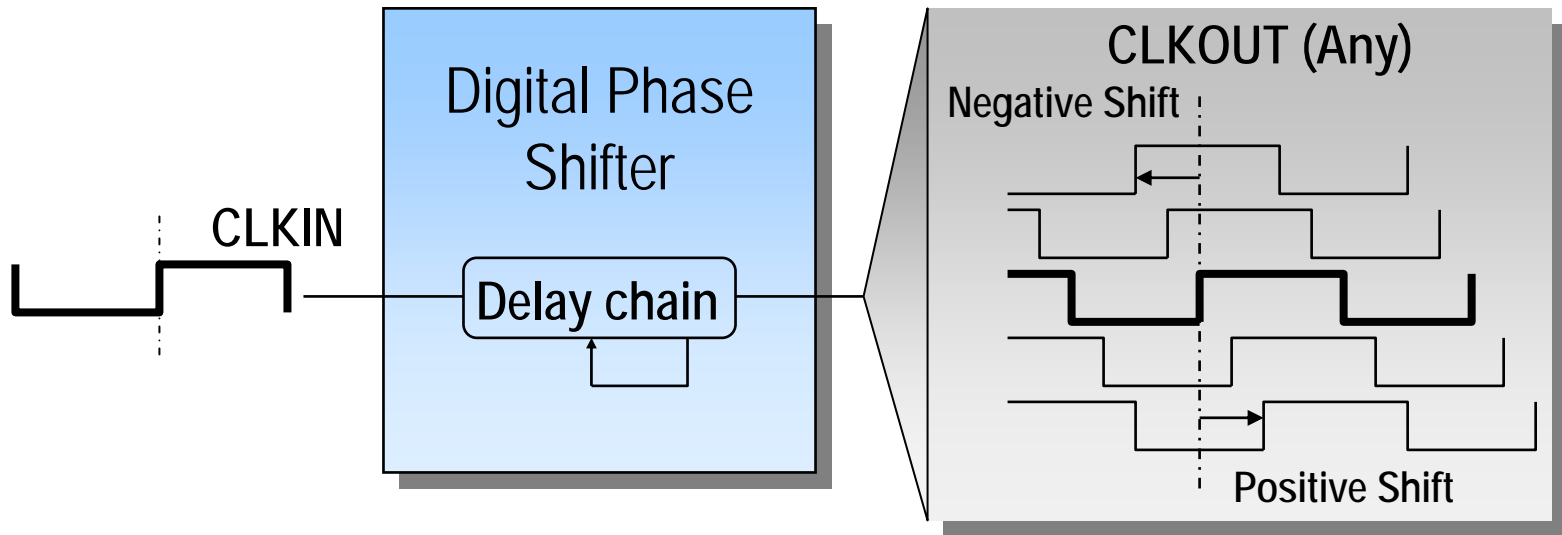 CLKIN
Digital Phase
Shifter
Delay chain
CLKOUT (Any)
Negative Shift
Positive Shift